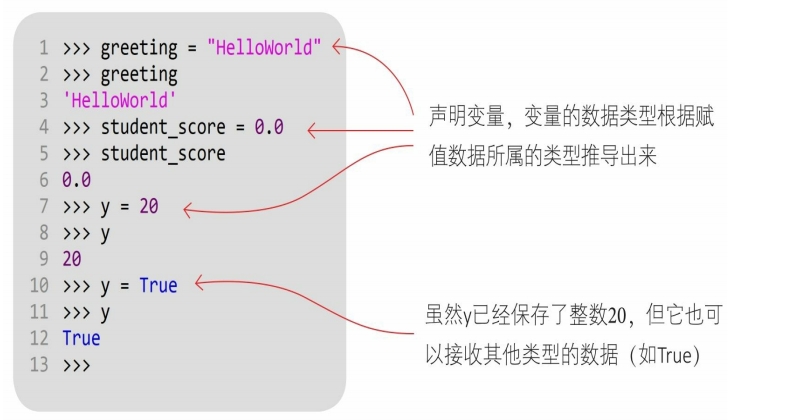 1 >>> greeting = "HelloWorld"
2 >>> greeting
3 'HelloWorld'
4 >>> student_score = 0.0
5 >>> student_score
6 0.0
7 >>> y = 20
8 >>> y
9 20
10 >>> y = True
11 >>> y
12 True
13 >>>
声明变量，变量的数据类型根据赋
值数据所属的类型推导出来
虽然y已经保存了整数20，但它也可
以接收其他类型的数据（如True）